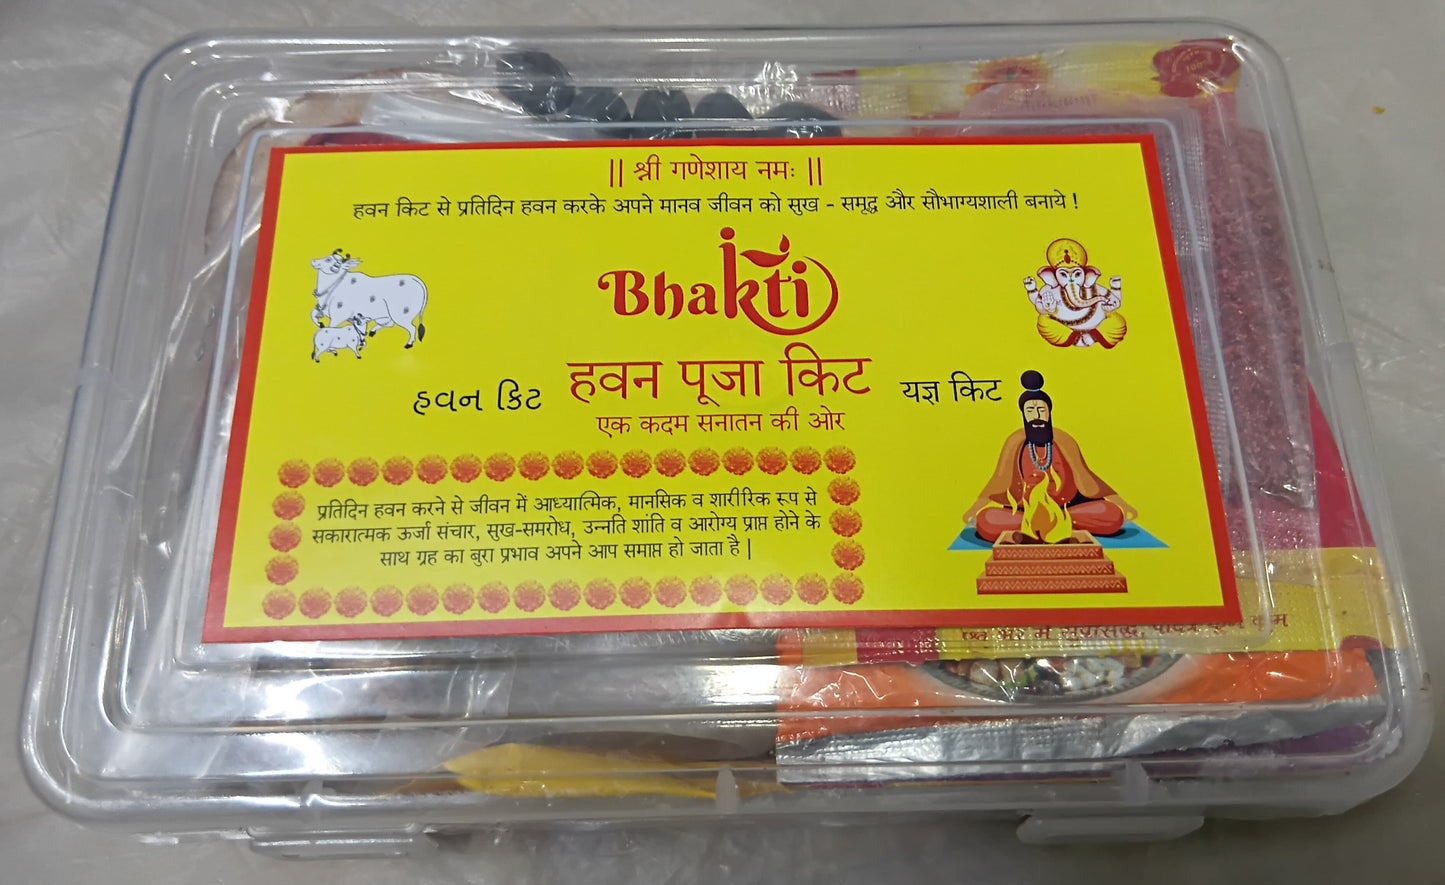 || श्री गणेशाय नमः ||
हवन किट से प्रतिदिन हवन करके अपने मानव जीवन को सुख - समृद्ध और सौभाग्यशाली बनाये !
Bhakti
હવન કિટ हवन पूजा किट यज्ञ किट
एक कदम सनातन की ओर
प्रतिदिन हवन करने से जीवन में आध्यात्मिक, मानसिक व शारीरिक रूप से
सकारात्मक ऊर्जा संचार, सुख-समरोध, उन्नति शांति व आरोग्य प्राप्त होने के
साथ ग्रह का बुरा प्रभाव अपने आप समाप्त हो जाता है |